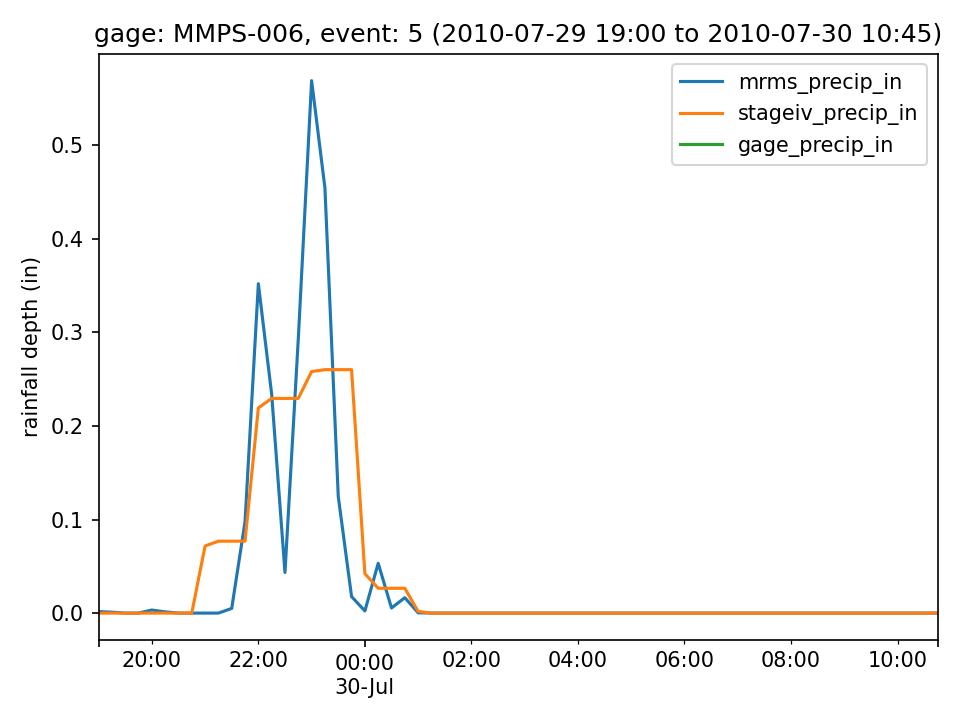 gage: MMPS-006, event: 5 (2010-07-29 19:00 to 2010-07-30 10:45)
mrms_precip_in
stageiv_precip_in
gage_precip_in
rainfall depth (in)
0.5
0.4
0.3
0.2
0.1
0.0
20:00 22:00 00:00 02:00 04:00 06:00 08:00 10:00
30-Jul